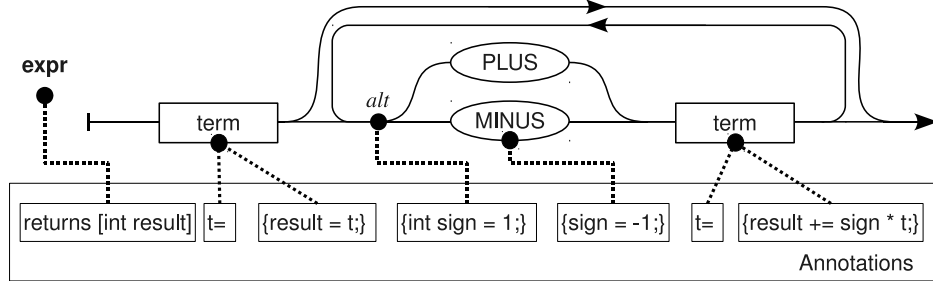 expr
PLUS
alt
term
MINUS
term
returns [int result]
t=
{result = t;}
{int sign = 1;}
{sign = -1;}
t=
{result += sign * t;}
Annotations